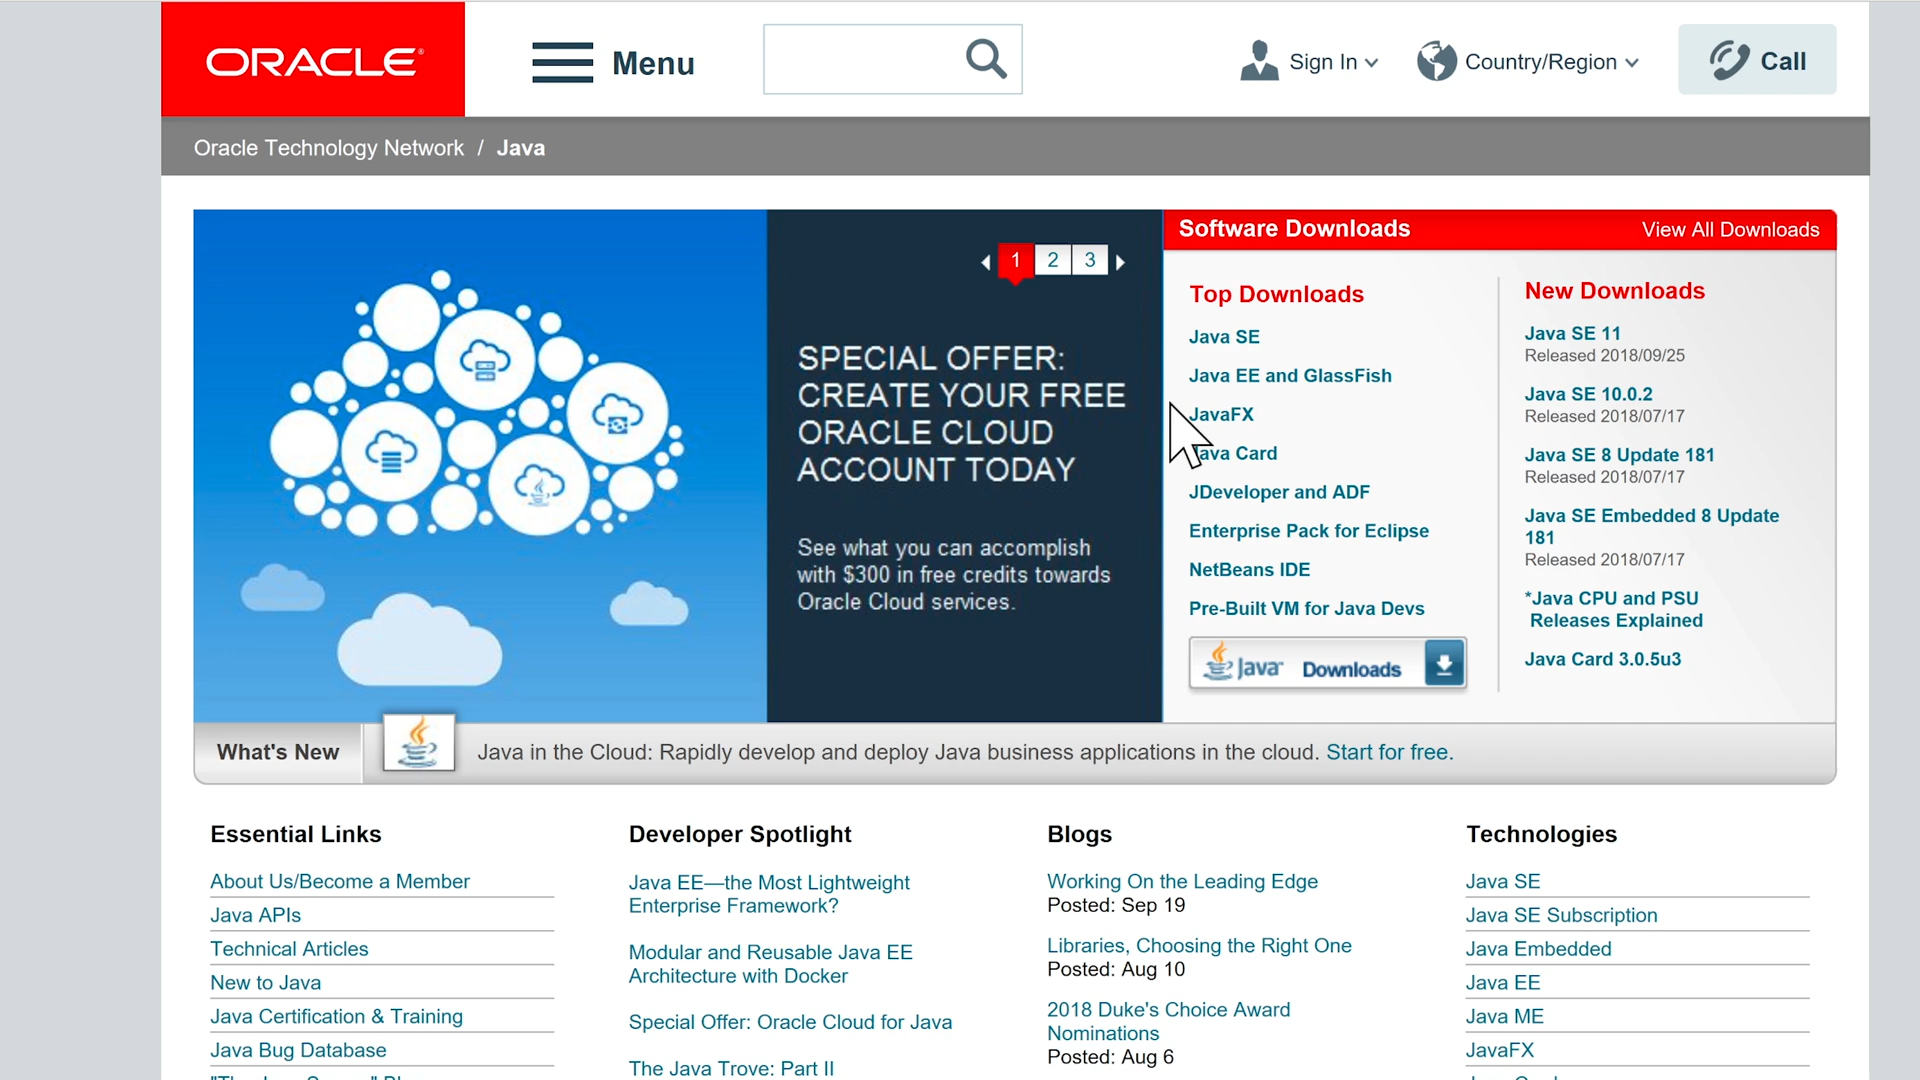 ORACLE
Menu
Sign In
Country/Region
Call
Oracle Technology Network / Java
1 2 3
SPECIAL OFFER:
CREATE YOUR FREE
ORACLE CLOUD
ACCOUNT TODAY
See what you can accomplish
with $300 in free credits towards
Oracle Cloud services.
Software Downloads
View All Downloads
Top Downloads
Java SE
Java EE and GlassFish
JavaFX
Java Card
JDeveloper and ADF
Enterprise Pack for Eclipse
NetBeans IDE
Pre-Built VM for Java Devs
Java Downloads
New Downloads
Java SE 11
Released 2018/09/25
Java SE 10.0.2
Released 2018/07/17
Java SE 8 Update 181
Released 2018/07/17
Java SE Embedded 8 Update
181
Released 2018/07/17
*Java CPU and PSU
Releases Explained
Java Card 3.0.5u3
What's New
Java in the Cloud: Rapidly develop and deploy Java business applications in the cloud. Start for free.
Essential Links
About Us/Become a Member
Java APIs
Technical Articles
New to Java
Java Certification & Training
Java Bug Database
Developer Spotlight
Java EE—the Most Lightweight
Enterprise Framework?
Modular and Reusable Java EE
Architecture with Docker
Special Offer: Oracle Cloud for Java
The Java Trove: Part II
Blogs
Working On the Leading Edge
Posted: Sep 19
Libraries, Choosing the Right One
Posted: Aug 10
2018 Duke's Choice Award
Nominations
Posted: Aug 6
Technologies
Java SE
Java SE Subscription
Java Embedded
Java EE
Java ME
JavaFX